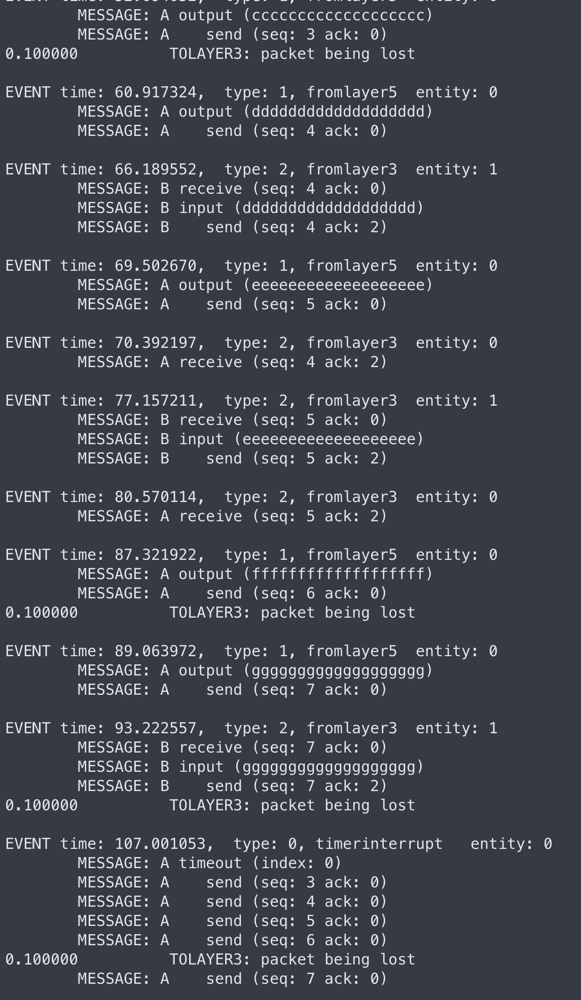 MESSAGE: A output (ccccccccccccccccccc)
MESSAGE: A    send (seq: 3 ack: 0)
0.100000          TOLAYER3: packet being lost
EVENT time: 60.917324,  type: 1, fromlayer5  entity: 0
MESSAGE: A output (ddddddddddddddddddd)
MESSAGE: A    send (seq: 4 ack: 0)
EVENT time: 66.189552,  type: 2, fromlayer3  entity: 1
MESSAGE: B receive (seq: 4 ack: 0)
MESSAGE: B input (ddddddddddddddddddd)
MESSAGE: B    send (seq: 4 ack: 2)
EVENT time: 69.502670,  type: 1, fromlayer5  entity: 0
MESSAGE: A output (eeeeeeeeeeeeeeeeeee)
MESSAGE: A    send (seq: 5 ack: 0)
EVENT time: 70.392197,  type: 2, fromlayer3  entity: 0
MESSAGE: A receive (seq: 4 ack: 2)
EVENT time: 77.157211,  type: 2, fromlayer3  entity: 1
MESSAGE: B receive (seq: 5 ack: 0)
MESSAGE: B input (eeeeeeeeeeeeeeeeeee)
MESSAGE: B    send (seq: 5 ack: 2)
EVENT time: 80.570114,  type: 2, fromlayer3  entity: 0
MESSAGE: A receive (seq: 5 ack: 2)
EVENT time: 87.321922,  type: 1, fromlayer5  entity: 0
MESSAGE: A output (fffffffffffffffffff)
MESSAGE: A    send (seq: 6 ack: 0)
0.100000          TOLAYER3: packet being lost
EVENT time: 89.063972,  type: 1, fromlayer5  entity: 0
MESSAGE: A output (ggggggggggggggggggg)
MESSAGE: A    send (seq: 7 ack: 0)
EVENT time: 93.222557,  type: 2, fromlayer3  entity: 1
MESSAGE: B receive (seq: 7 ack: 0)
MESSAGE: B input (ggggggggggggggggggg)
MESSAGE: B    send (seq: 7 ack: 2)
0.100000          TOLAYER3: packet being lost
EVENT time: 107.001053,  type: 0, timerinterrupt   entity: 0
MESSAGE: A timeout (index: 0)
MESSAGE: A    send (seq: 3 ack: 0)
MESSAGE: A    send (seq: 4 ack: 0)
MESSAGE: A    send (seq: 5 ack: 0)
MESSAGE: A    send (seq: 6 ack: 0)
0.100000          TOLAYER3: packet being lost
MESSAGE: A    send (seq: 7 ack: 0)